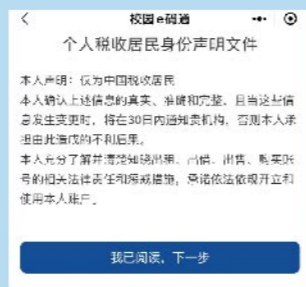 校园e码通
个人税收居民身份声明文件
本人声明：仅为中国税收居民
本人确认上述信息的真实、准确和完整，且当这些信
息发生变更时，将在30日内通知贵机构，否则本人承
担由此造成的不利后果。
本人充分了解并清楚知晓出租、出借、出售、购买账
号的相关法律责任和惩戒措施，承诺依法依规开立和
使用本人账户。
我已阅读，下一步